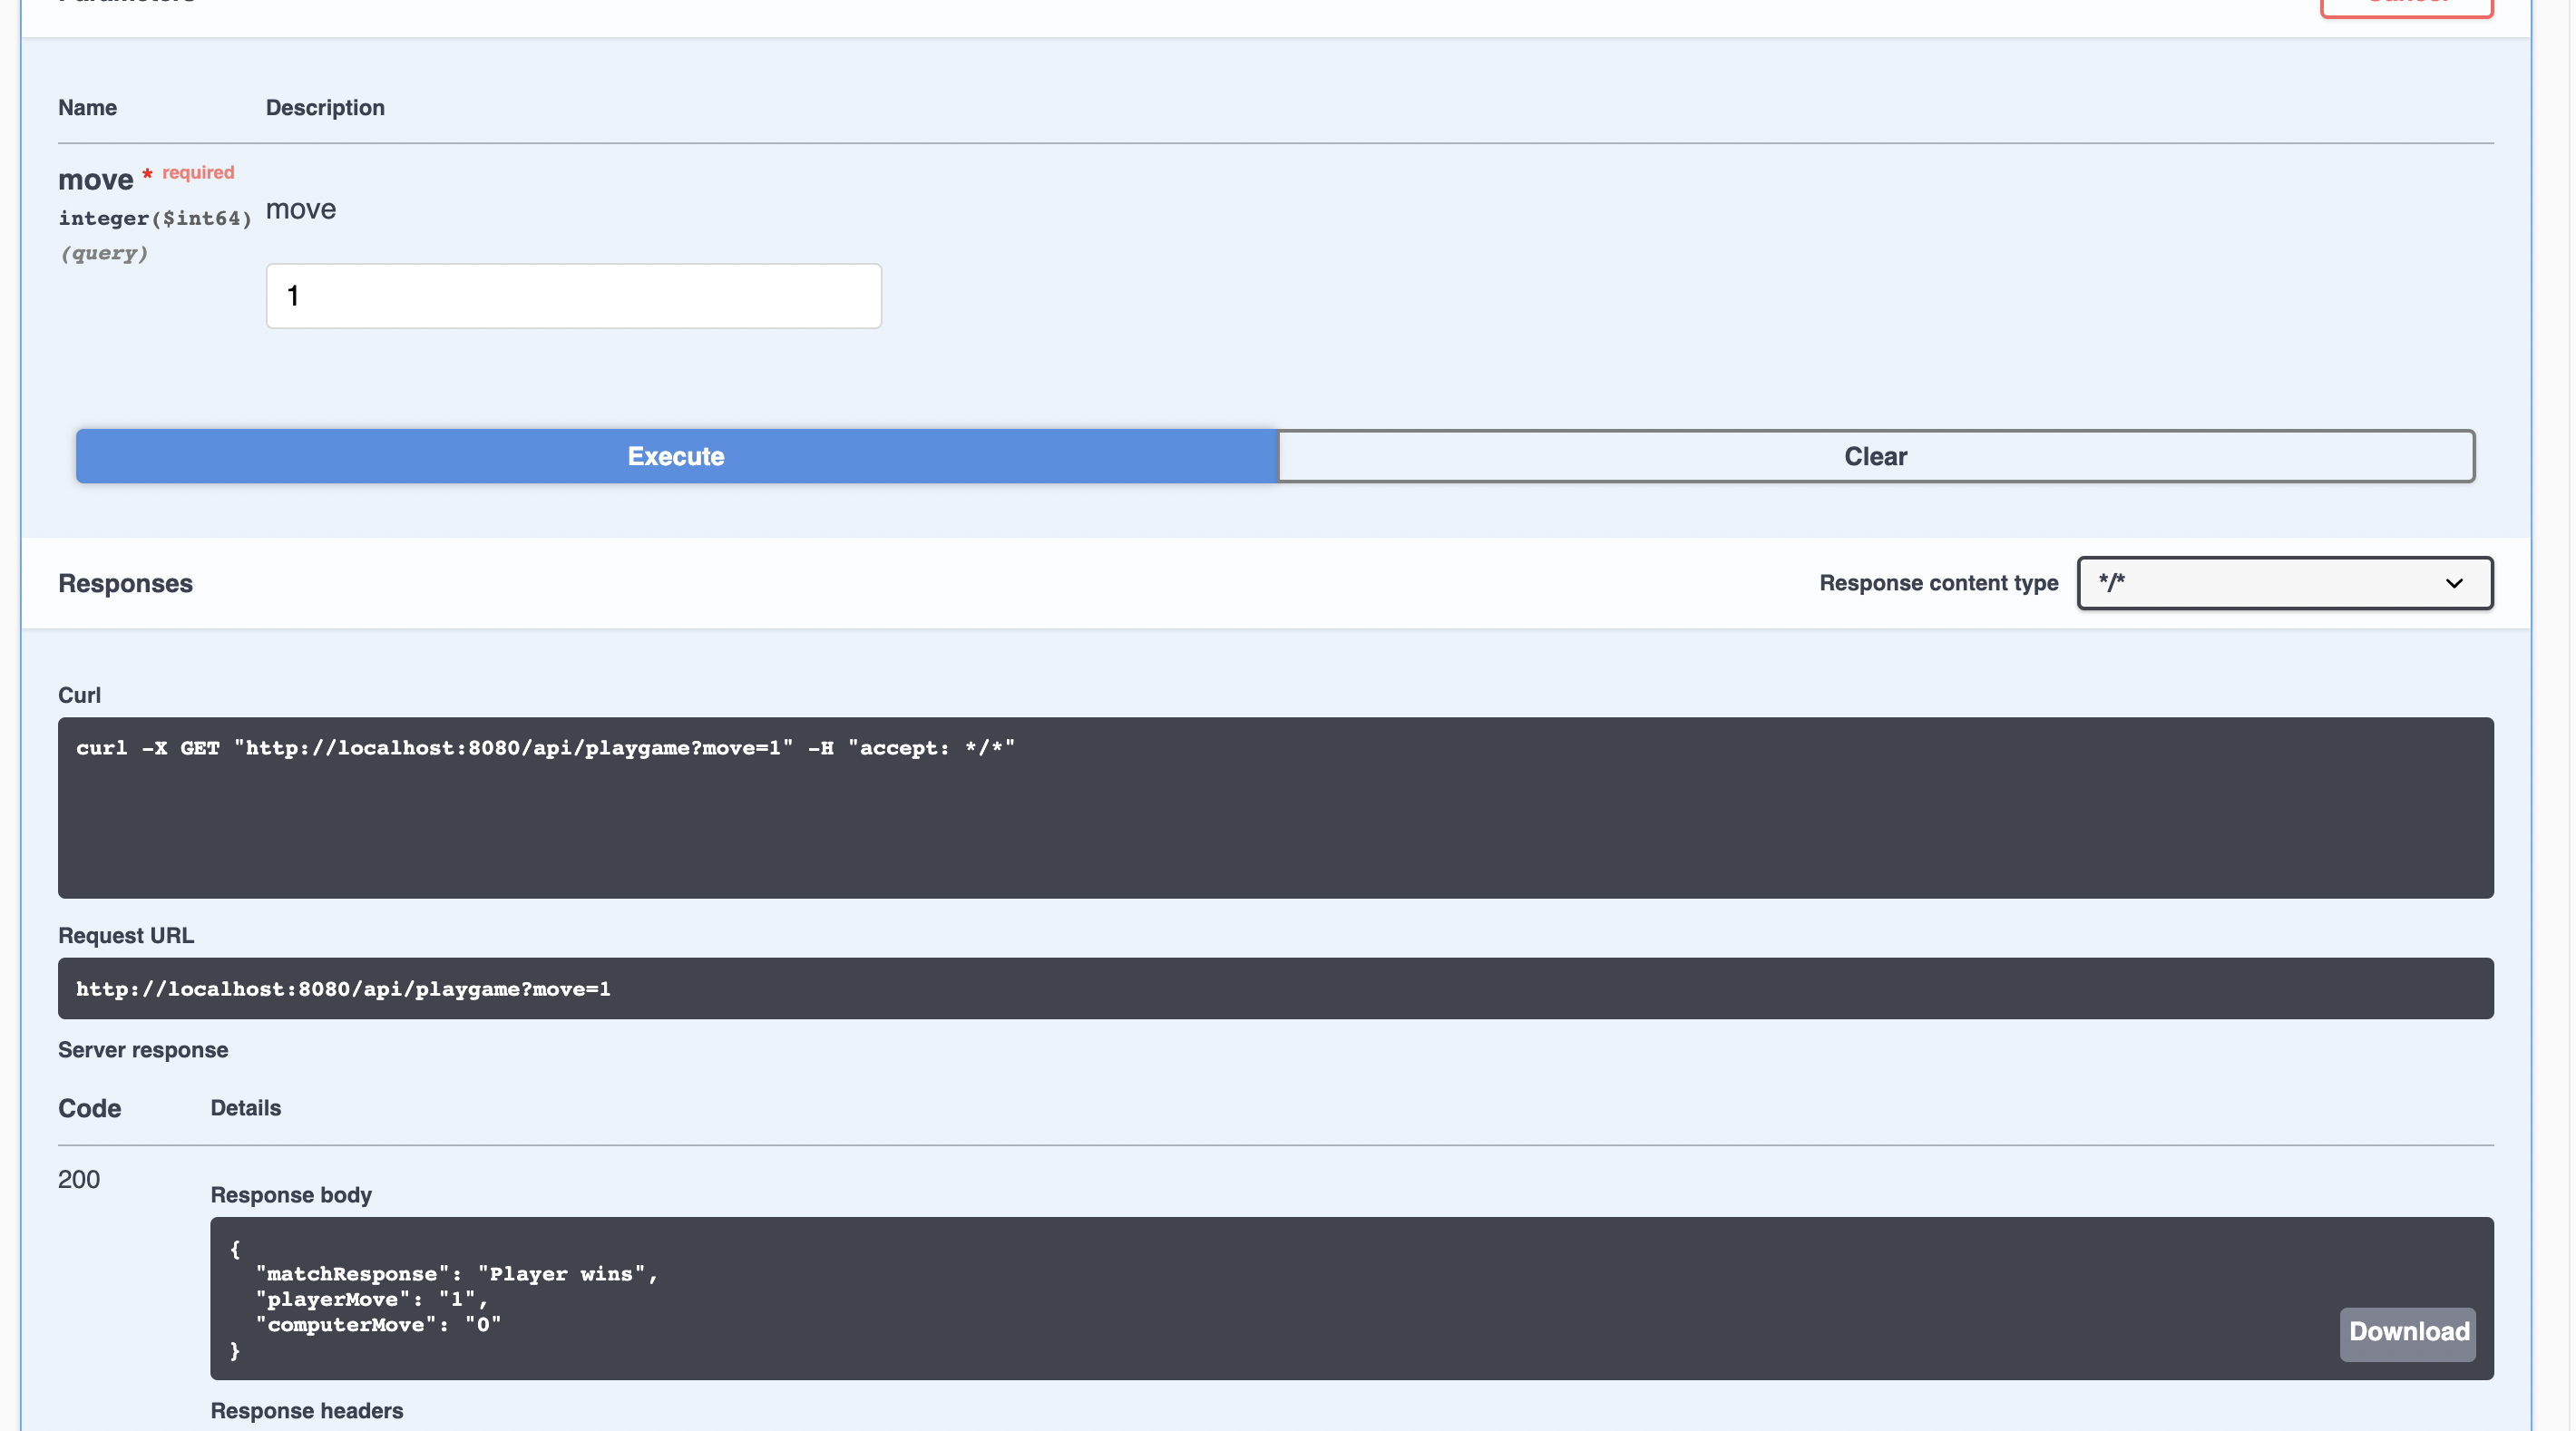 Name Description
move * required
integer($int64) move
(query)
1
Execute Clear
Responses Response content type */*
Curl
curl -X GET "http://localhost:8080/api/playgame?move=1" -H "accept: */*"
Request URL
http://localhost:8080/api/playgame?move=1
Server response
Code Details
200
Response body
{
"matchResponse": "Player wins",
"playerMove": "1",
"computerMove": "0"
}
Download
Response headers